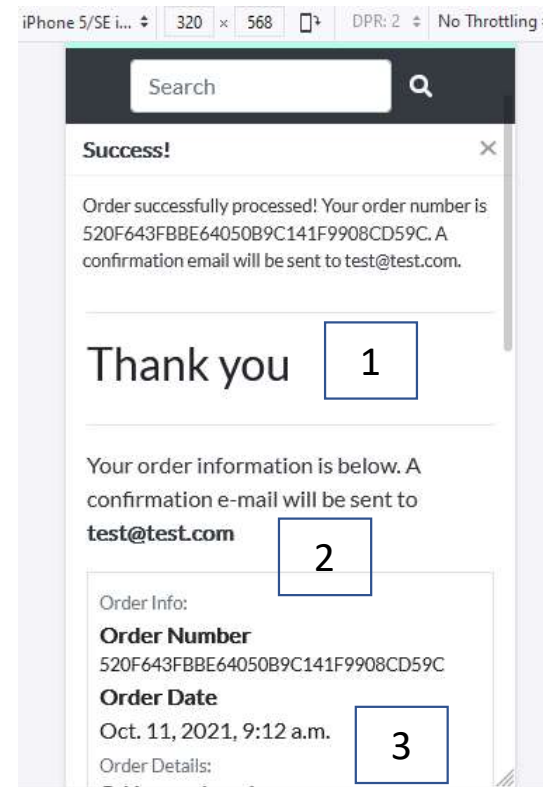 iPhone 5/SE i... 320 × 568 DPR: 2 No Throttling
Search
Success! ×
Order successfully processed! Your order number is
520F643FBBE64050B9C141F9908CD59C. A
confirmation email will be sent to test@test.com.
Thank you 1
Your order information is below. A
confirmation e-mail will be sent to
test@test.com
2
Order Info:
Order Number
520F643FBBE64050B9C141F9908CD59C
Order Date
Oct. 11, 2021, 9:12 a.m.
3
Order Details: